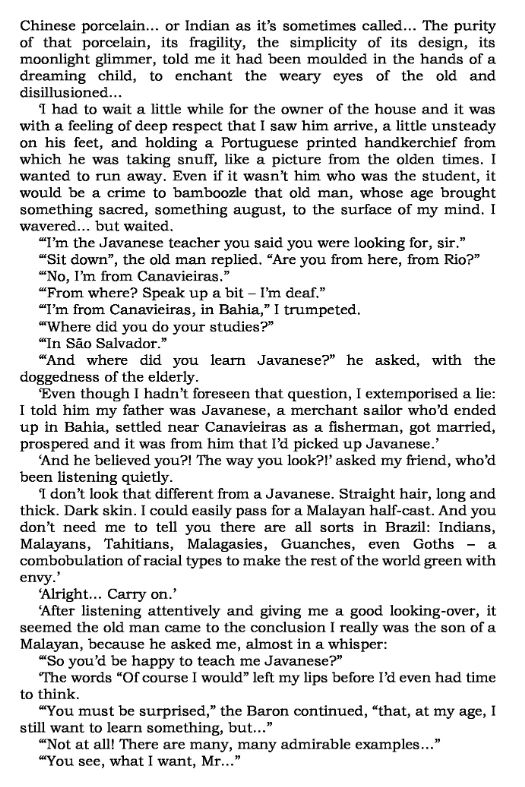 Chinese porcelain... or Indian as it’s sometimes called... The purity
of that porcelain, its fragility, the simplicity of its design, its
moonlight glimmer, told me it had been moulded in the hands of a
dreaming child, to enchant the weary eyes of the old and
disillusioned...
‘I had to wait a little while for the owner of the house and it was
with a feeling of deep respect that I saw him arrive, a little unsteady
on his feet, and holding a Portuguese printed handkerchief from
which he was taking snuff, like a picture from the olden times. I
wanted to run away. Even if it wasn’t him who was the student, it
would be a crime to bamboozle that old man, whose age brought
something sacred, something august, to the surface of my mind. I
wavered... but waited.
‘“I’m the Javanese teacher you said you were looking for, sir.”
‘“Sit down”, the old man replied. “Are you from here, from Rio?”
‘“No, I’m from Canavieiras.”
‘“From where? Speak up a bit – I’m deaf.”
‘“I’m from Canavieiras, in Bahia,” I trumpeted.
‘“Where did you do your studies?”
‘“In São Salvador.”
‘“And where did you learn Javanese?” he asked, with the
doggedness of the elderly.
‘Even though I hadn’t foreseen that question, I extemporised a lie:
I told him my father was Javanese, a merchant sailor who’d ended
up in Bahia, settled near Canavieiras as a fisherman, got married,
prospered and it was from him that I’d picked up Javanese.’
‘And he believed you?! The way you look?!’ asked my friend, who’d
been listening quietly.
‘I don’t look that different from a Javanese. Straight hair, long and
thick. Dark skin. I could easily pass for a Malayan half-cast. And you
don’t need me to tell you there are all sorts in Brazil: Indians,
Malayans, Tahitians, Malagasies, Guanches, even Goths – a
combobulation of racial types to make the rest of the world green with
envy.’
‘Alright... Carry on.’
‘After listening attentively and giving me a good looking-over, it
seemed the old man came to the conclusion I really was the son of a
Malayan, because he asked me, almost in a whisper:
‘“So you’d be happy to teach me Javanese?”
‘The words “Of course I would” left my lips before I’d even had time
to think.
‘“You must be surprised,” the Baron continued, “that, at my age, I
still want to learn something, but...”
‘“Not at all! There are many, many admirable examples...”
‘“You see, what I want, Mr...”